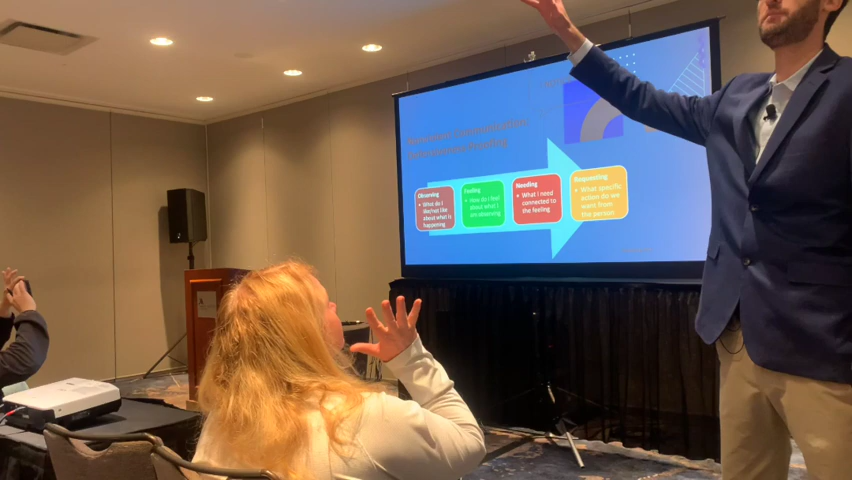 Observing
• What do I
like/not like
about what is
happening
Feeling
• How do I feel
about what I
am observing
Needing
✓ What I need
connected to
the feeling
Requesting
✓ What specific
action do we
want from
the person